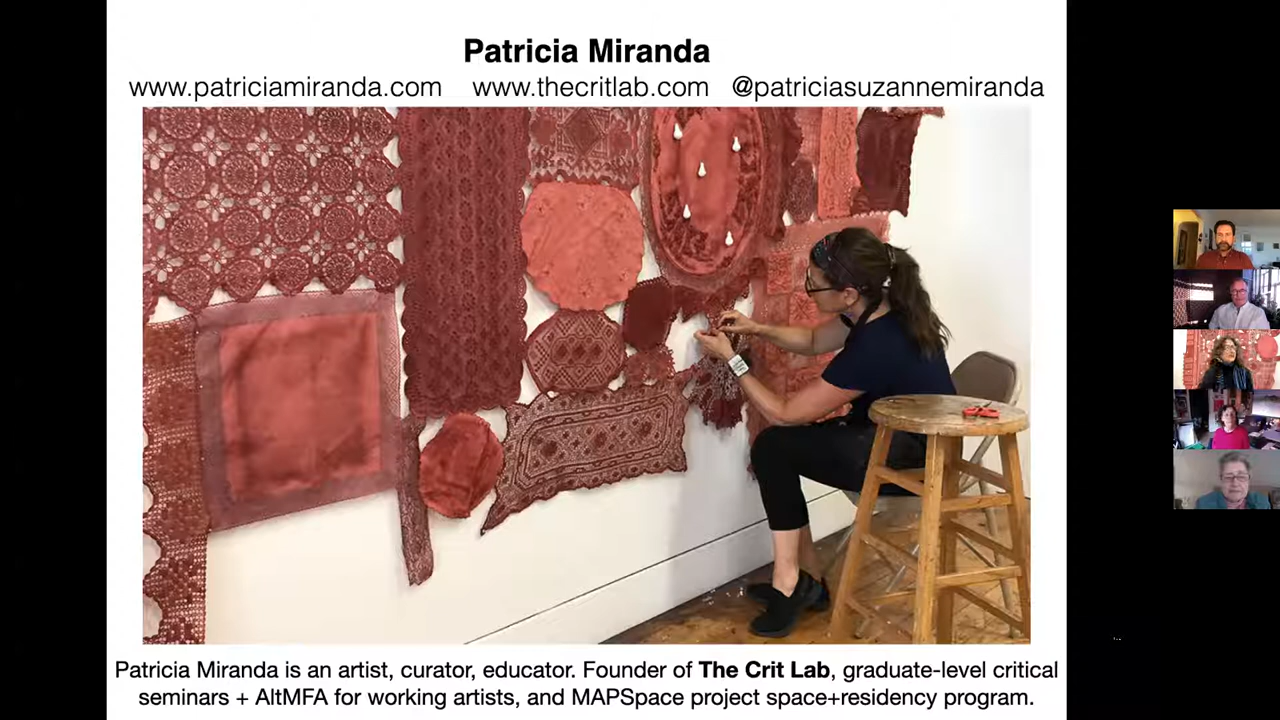 Patricia Miranda
www.patriciamiranda.com www.thecritlab.com @patriciasuzannemiranda
Patricia Miranda is an artist, curator, educator. Founder of The Crit Lab, graduate-level critical
seminars + AltMFA for working artists, and MAPSpace project space+residency program.